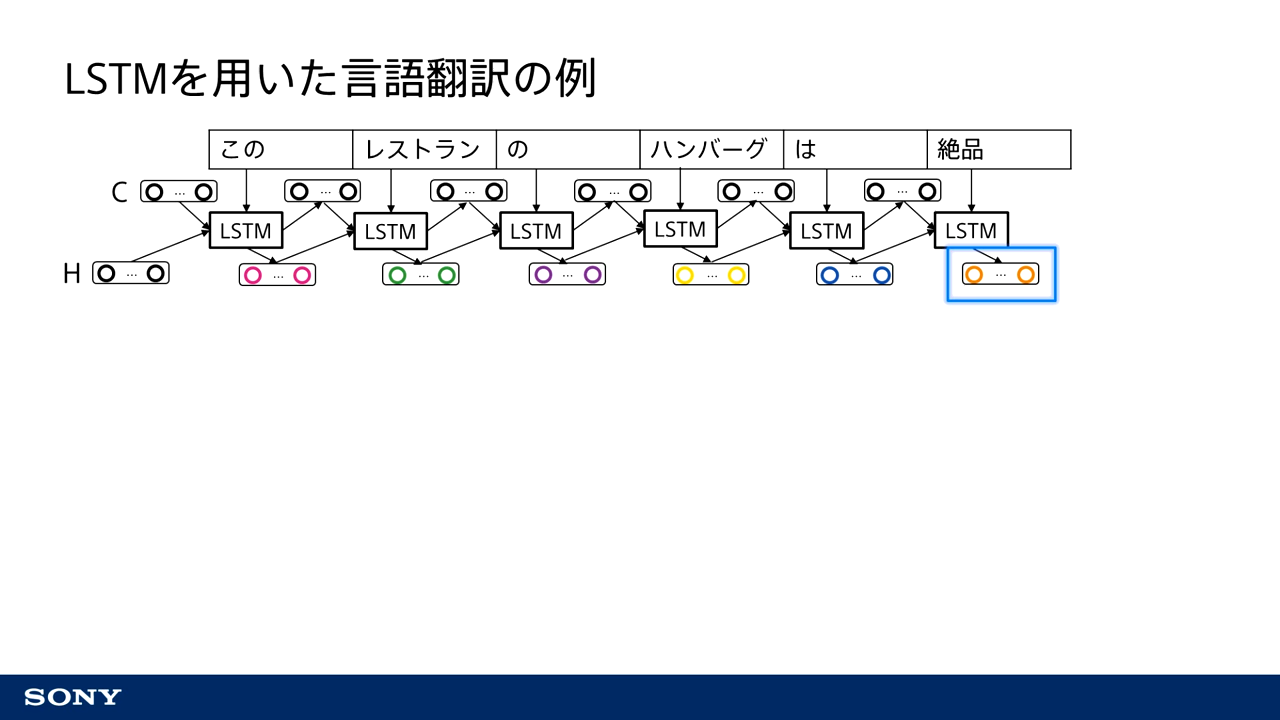 LSTMを用いた言語翻訳の例
この レストラン の ハンバーグ は 絶品
C ... ... ... ... ... ...
LSTM LSTM LSTM LSTM LSTM LSTM
H ... ... ... ... ... ... ...
SONY